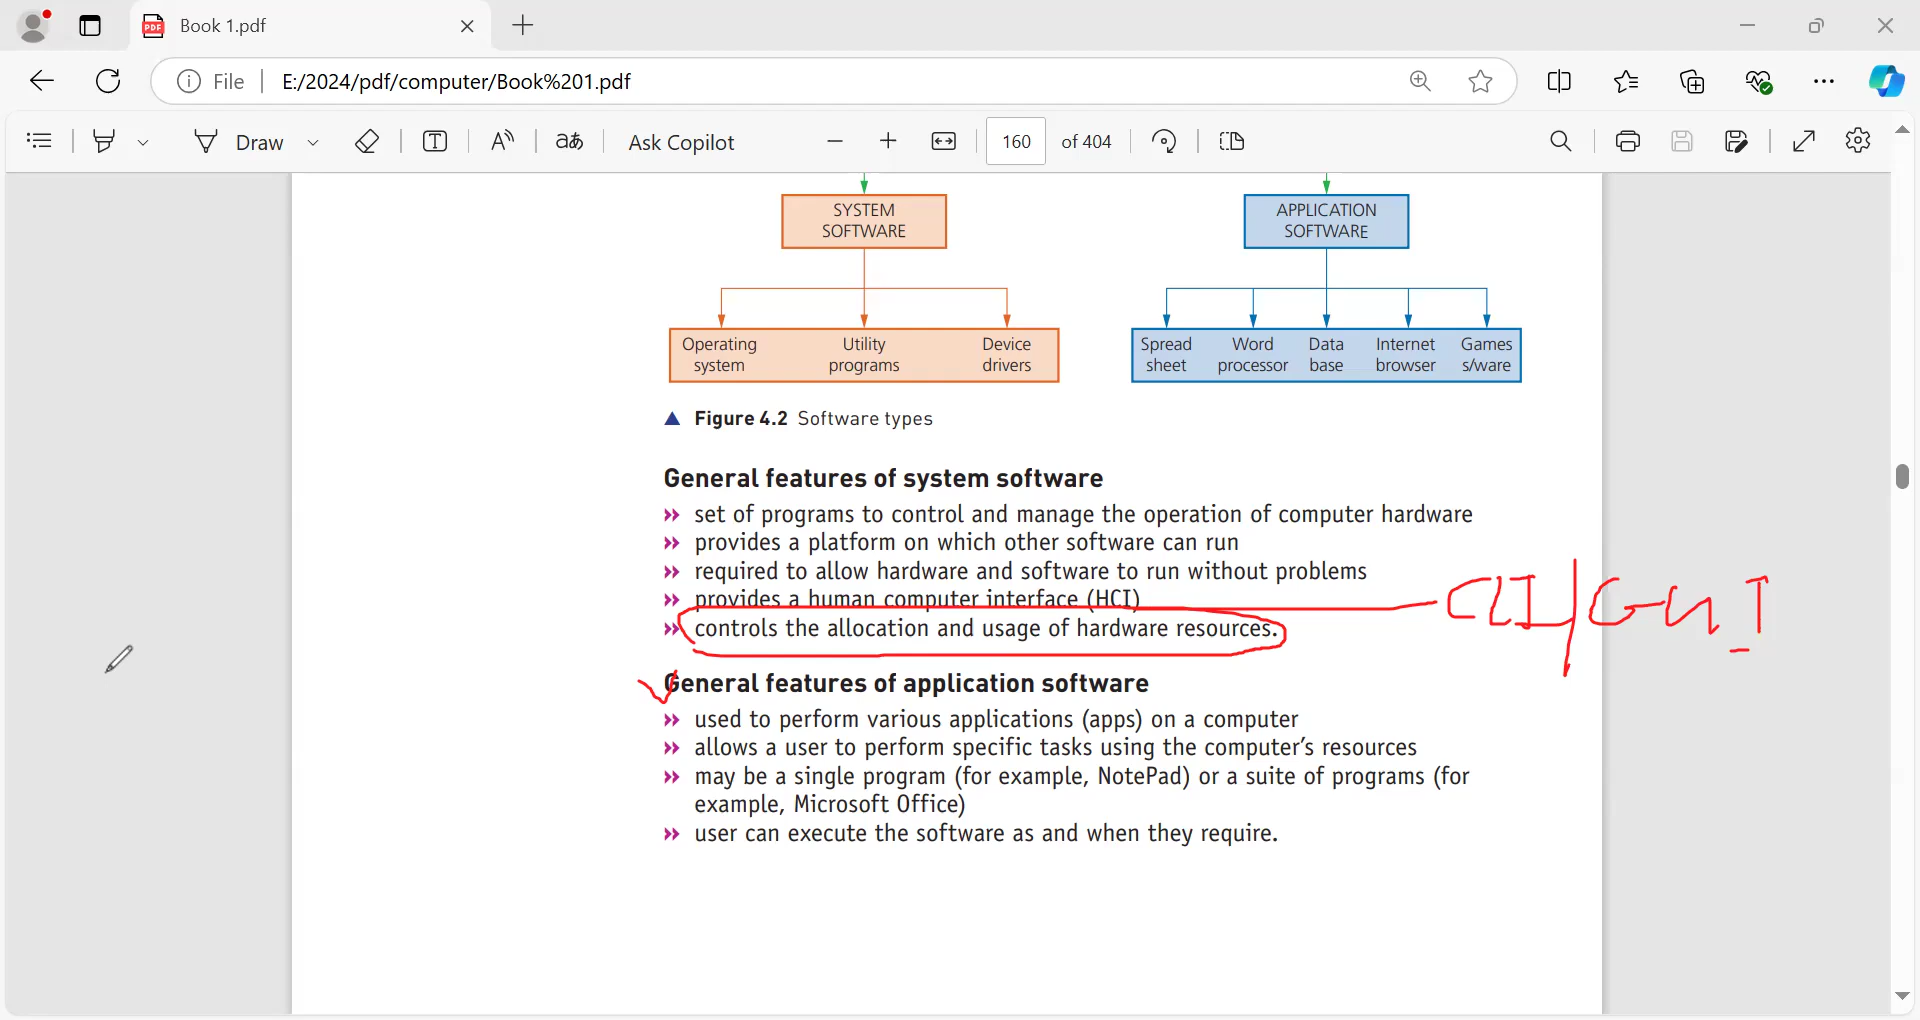 Book 1.pdf
File E:/2024/pdf/computer/Book%201.pdf
Draw T A aあ Ask Copilot 160 of 404
SYSTEM
SOFTWARE
APPLICATION
SOFTWARE
Operating
system
Utility
programs
Device
drivers
Spread
sheet
Word
processor
Data
base
Internet
browser
Games
s/ware
▲ Figure 4.2 Software types
General features of system software
» set of programs to control and manage the operation of computer hardware
» provides a platform on which other software can run
» required to allow hardware and software to run without problems
» provides a human computer interface (HCI)
CLI/GUI
» controls the allocation and usage of hardware resources.
General features of application software
» used to perform various applications (apps) on a computer
» allows a user to perform specific tasks using the computer's resources
» may be a single program (for example, NotePad) or a suite of programs (for
example, Microsoft Office)
» user can execute the software as and when they require.